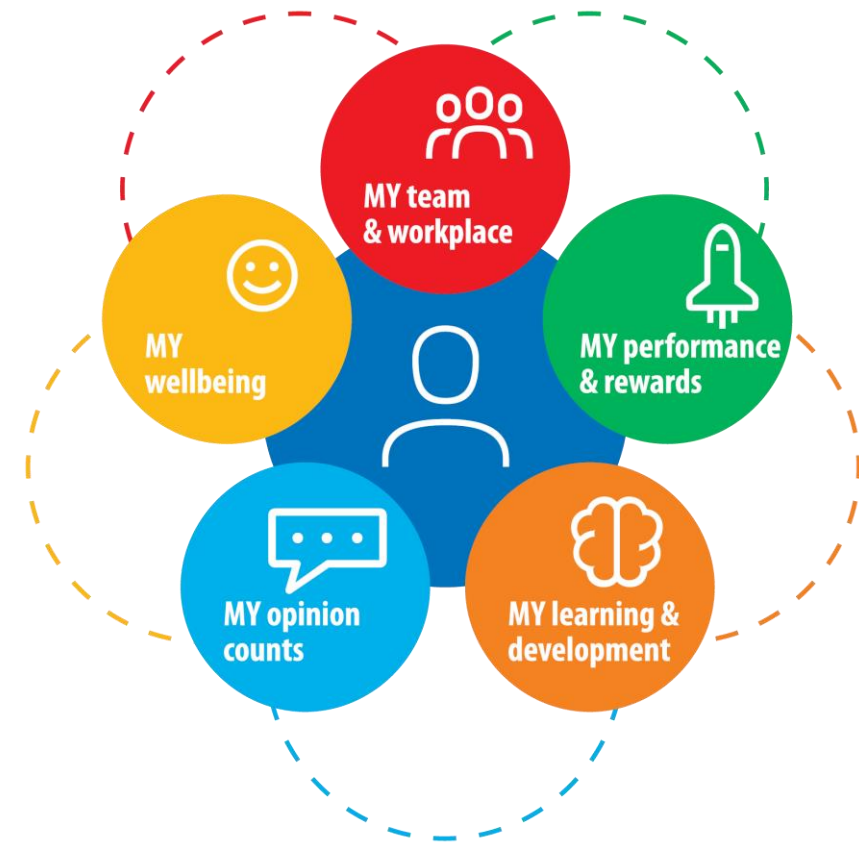 MY team
& workplace
MY performance
& rewards
MY learning &
development
MY opinion
counts
MY
wellbeing